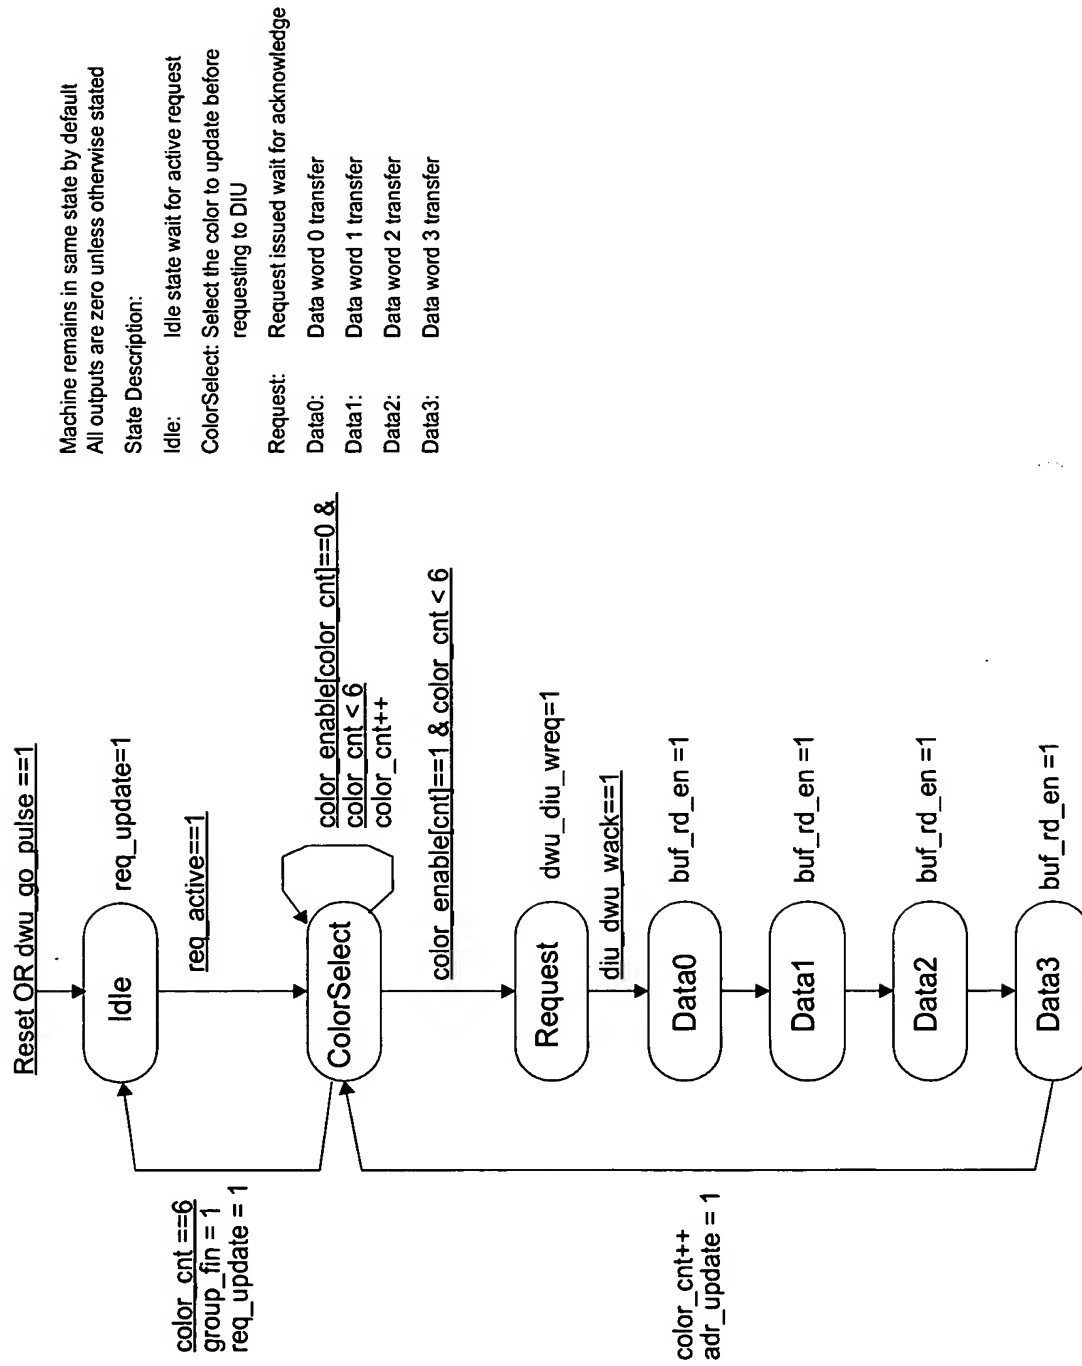 Machine remains in same state by default
All outputs are zero unless otherwise stated
State Description:
Idle: Idle state wait for active request
ColorSelect: Select the color to update before
requesting to DIU
Request: Request issued wait for acknowledge
Data0: Data word 0 transfer
Data1: Data word 1 transfer
Data2: Data word 2 transfer
Data3: Data word 3 transfer
Reset OR dwu_go_pulse ==1
Idle
req_update=1
req_active==1
color_cnt ==6
group_fin = 1
req_update = 1
ColorSelect
color_enable[color_cnt]==0 &
color_cnt < 6
color_cnt++
color_enable[cnt]==1 & color_cnt < 6
Request
dwu_diu_wreq=1
diu_dwu_wack==1
Data0
buf_rd_en =1
Data1
buf_rd_en =1
Data2
buf_rd_en =1
Data3
buf_rd_en =1
color_cnt++
adr_update = 1